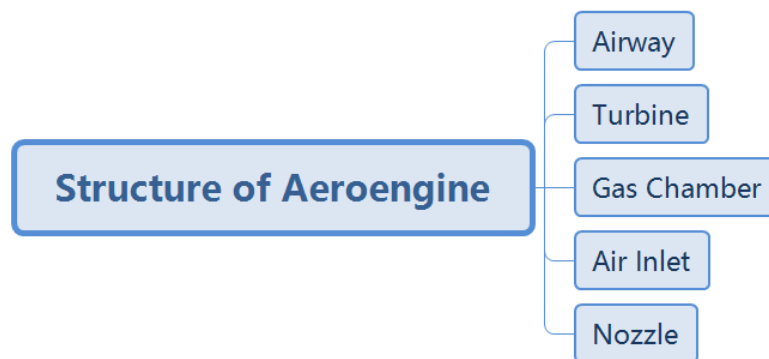 Structure of Aeroengine
Airway
Turbine
Gas Chamber
Air Inlet
Nozzle